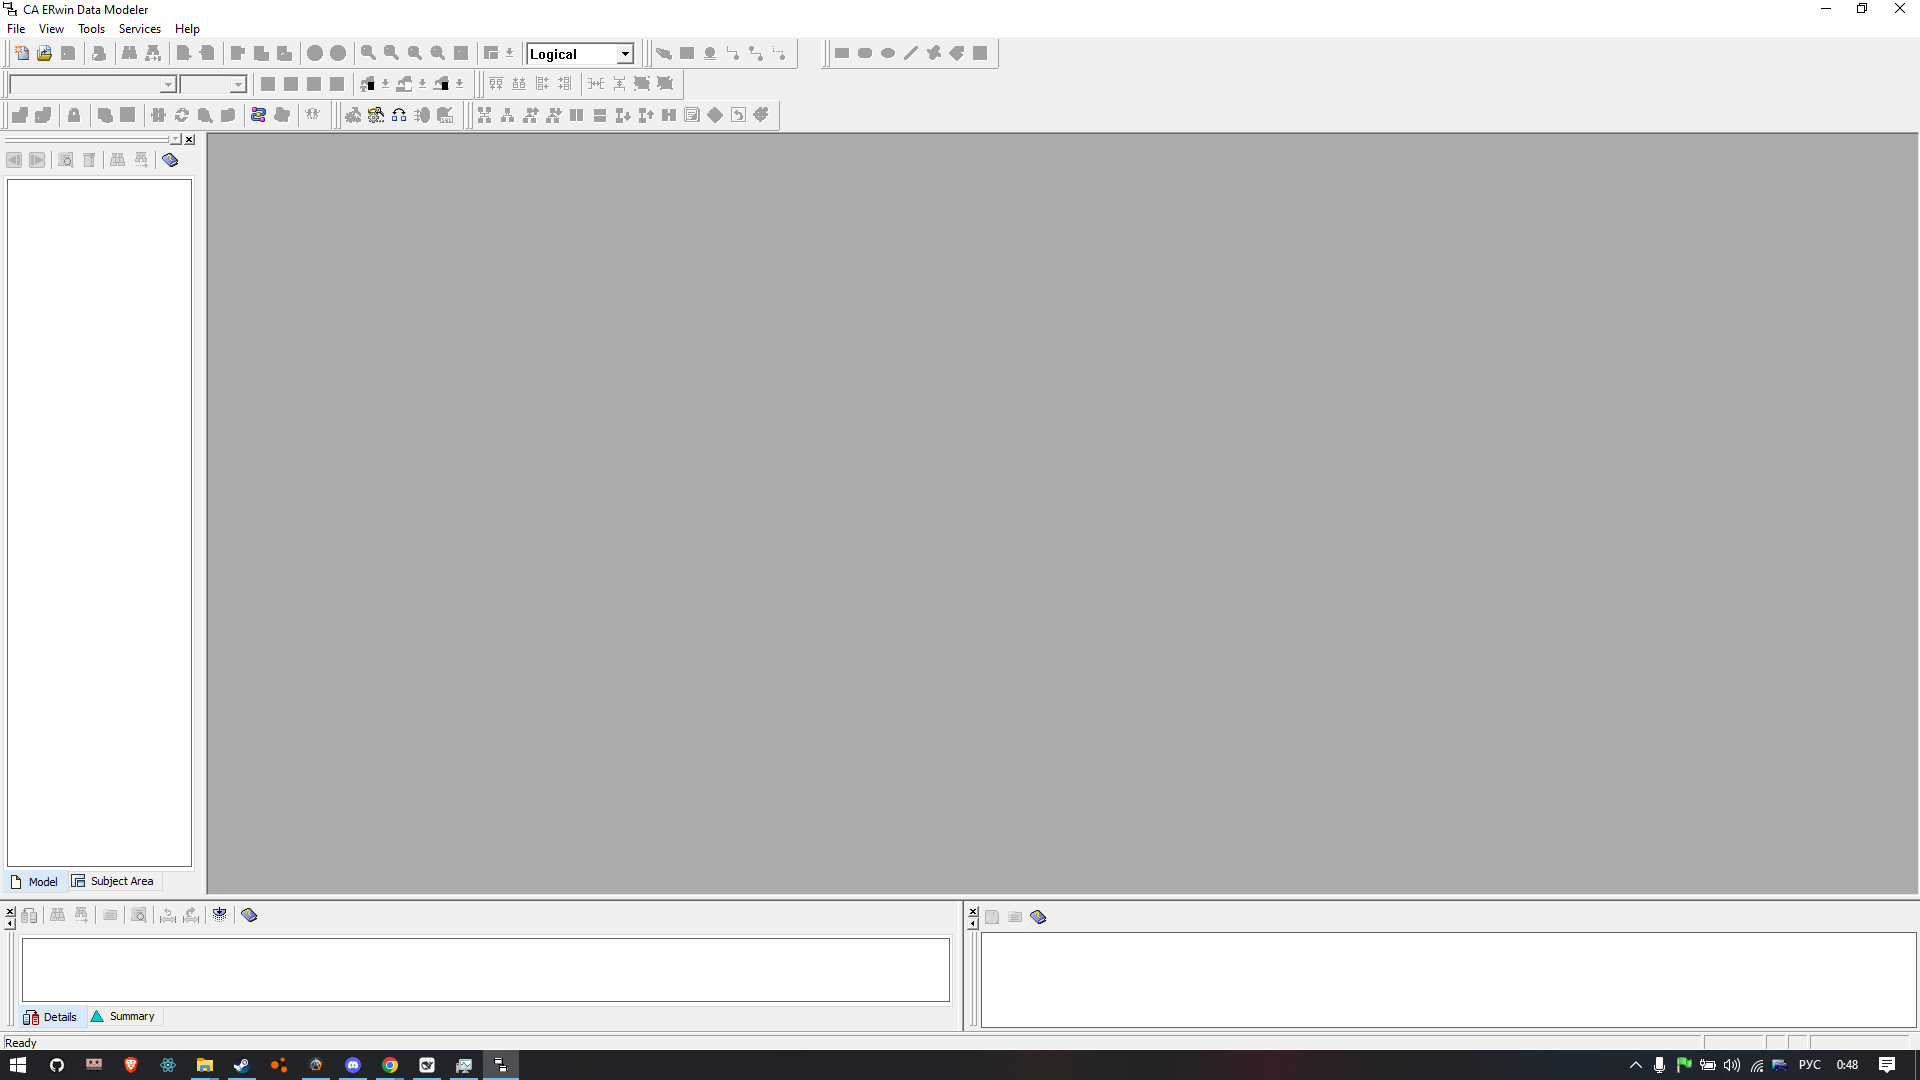 CA ERwin Data Modeler
File View Tools Services Help
Logical
Model Subject Area
Details Summary
Ready
РУС 0:48